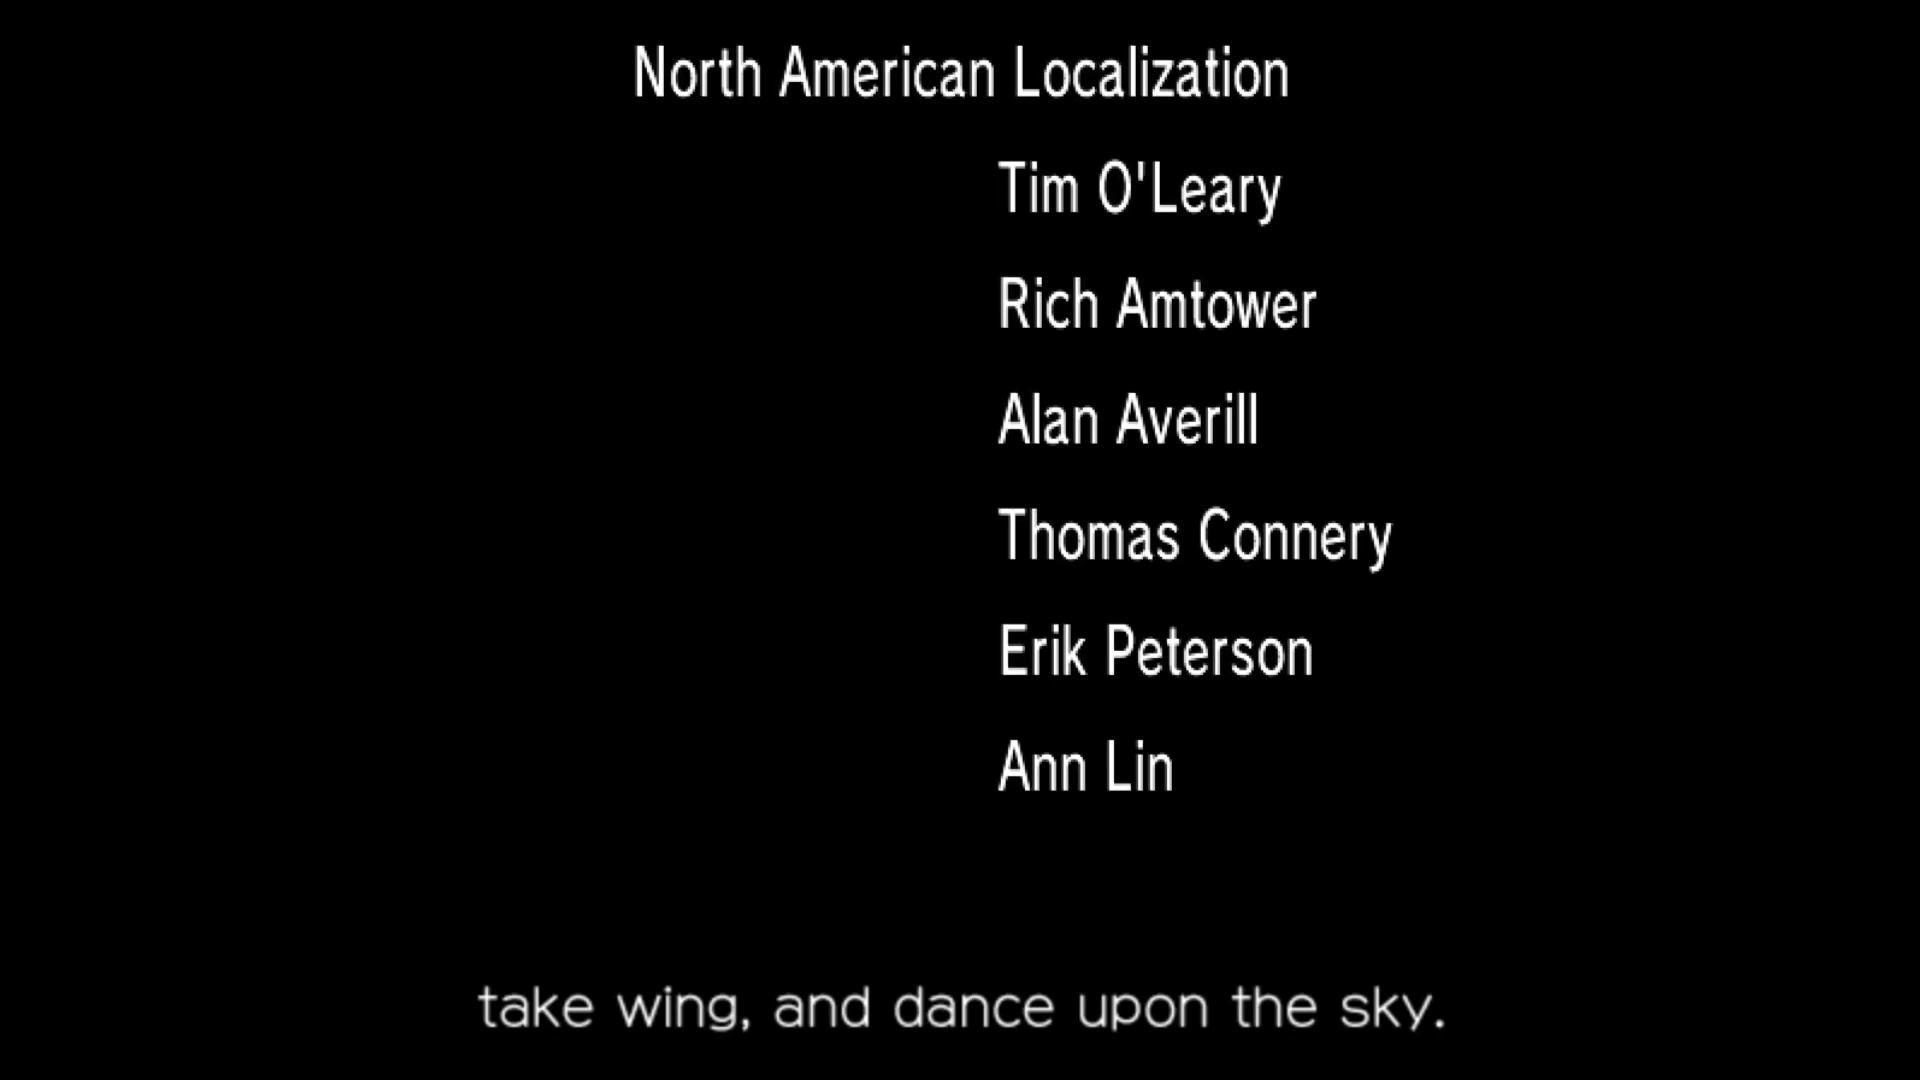 North American Localization
Tim O'Leary
Rich Amtower
Alan Averill
Thomas Connery
Erik Peterson
Ann Lin
take wing, and dance upon the sky.